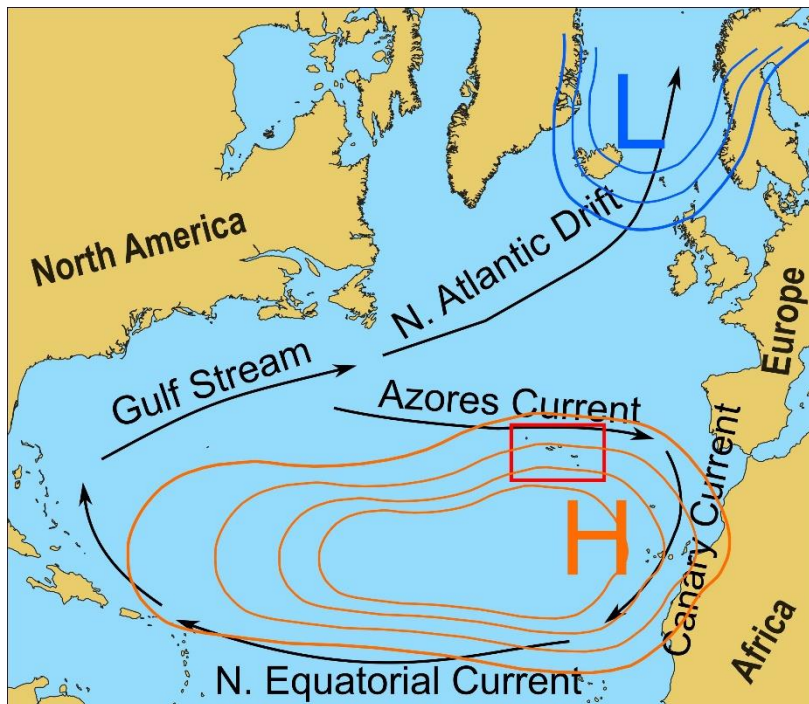 L
North America
N. Atlantic Drift
Europe
Gulf Stream
Azores Current
H
Canary Current
Africa
N. Equatorial Current